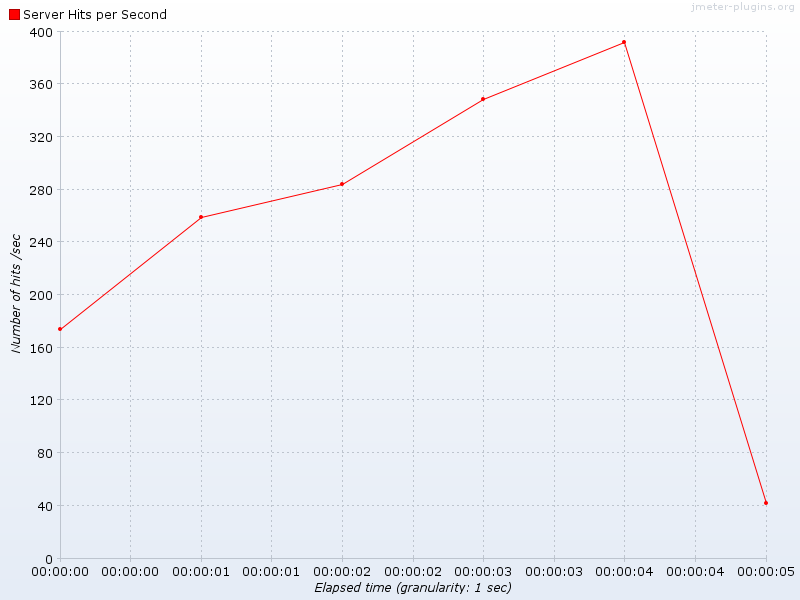 Server Hits per Second
jmeter-plugins.org
400
360
320
280
240
200
160
120
80
40
0
Number of hits /sec
00:00:00 00:00:00 00:00:01 00:00:01 00:00:02 00:00:02 00:00:03 00:00:03 00:00:04 00:00:04 00:00:05
Elapsed time (granularity: 1 sec)